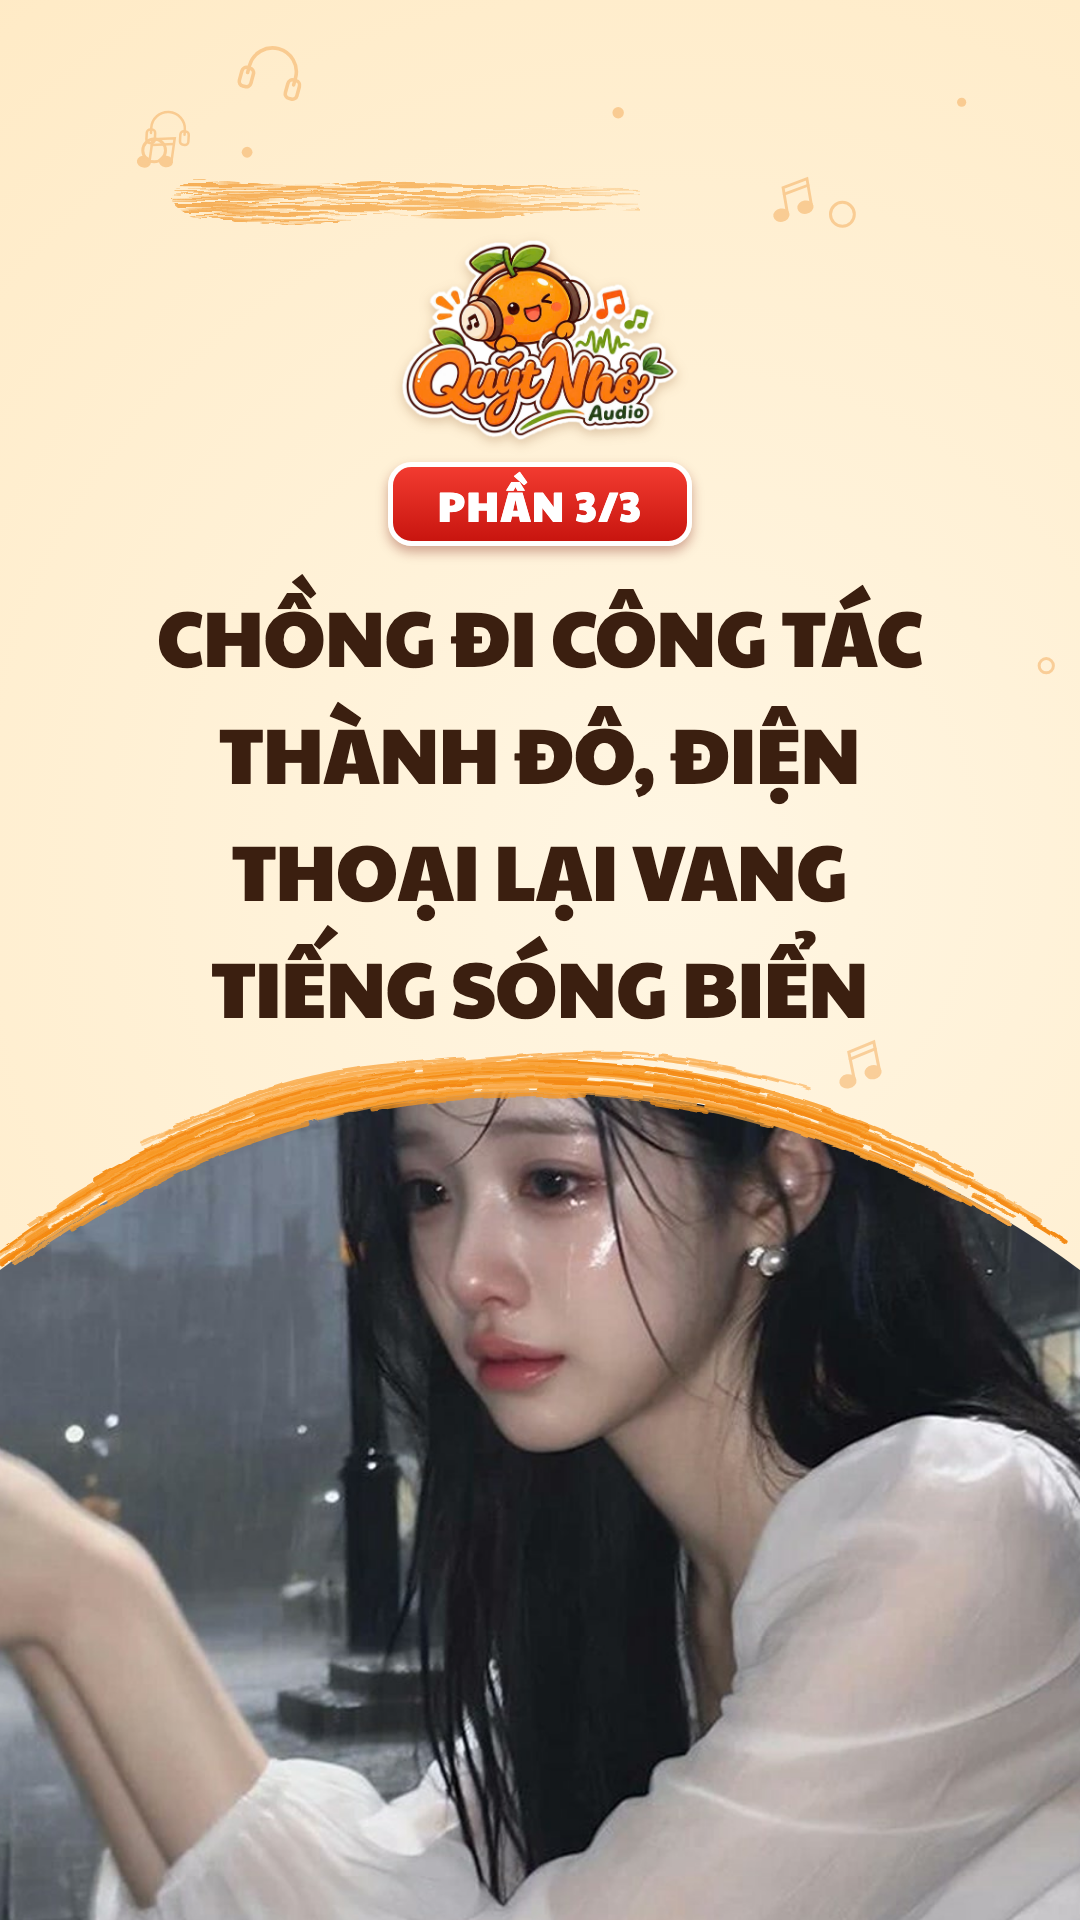 Quýt Nhỏ
Audio
PHẦN 3/3
CHỒNG ĐI CÔNG TÁC
THÀNH ĐÔ, ĐIỆN
THOẠI LẠI VANG
TIẾNG SÓNG BIỂN